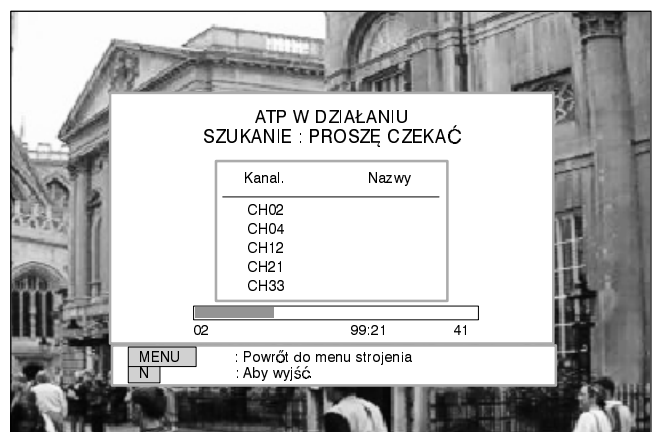 ATP W DZIAŁANIU
SZUKANIE : PROSZĘ CZEKAĆ
Kanal. Nazwy
CH02
CH04
CH12
CH21
CH33
02 99:21 41
MENU : Powrőt do menu strojenia
N : Aby wyjść.